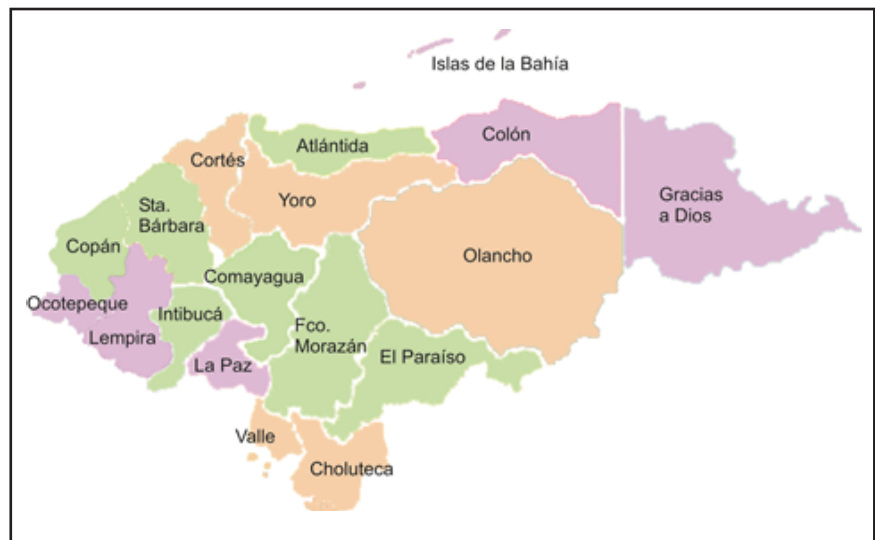 Islas de la Bahía
Colón
Atlántida
Cortés
Gracias
a Dios
Yoro
Sta.
Bárbara
Copán
Olancho
Comayagua
Ocotepeque
Intibucá
Fco.
Morazán
Lempira
El Paraíso
La Paz
Valle
Choluteca